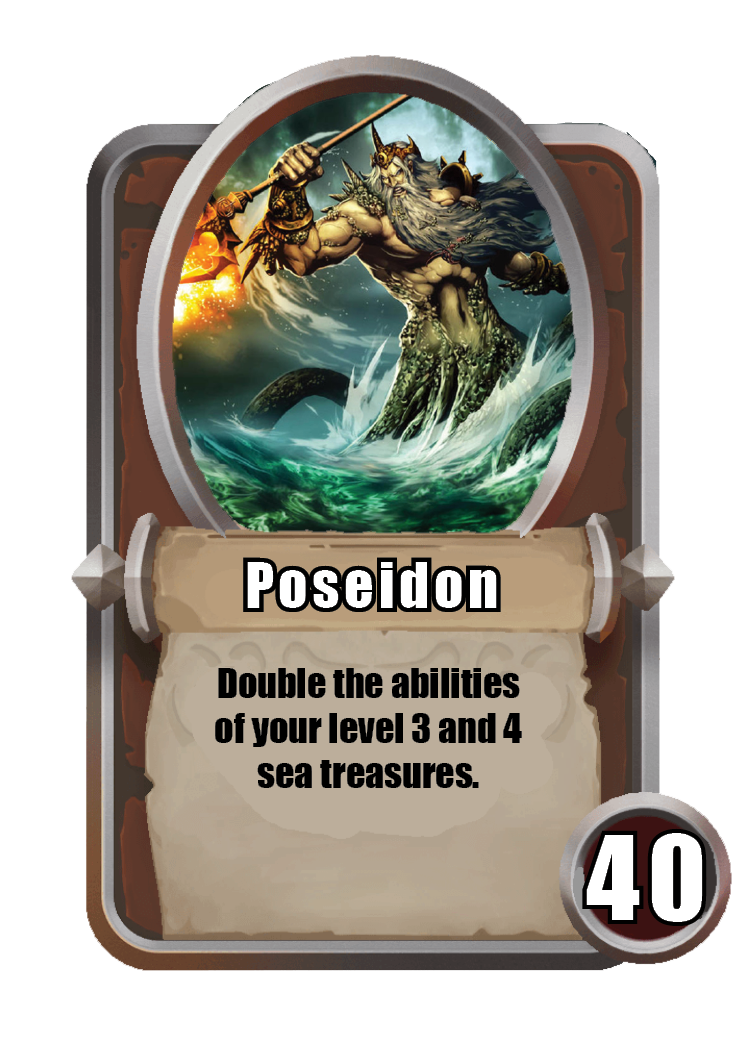 Poseidon
Double the abilities
of your level 3 and 4
sea treasures.
40